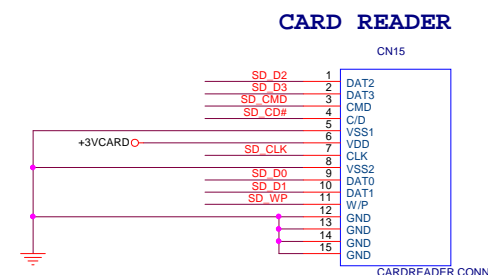 CARD READER
CN15
SD_D2 1 DAT2
SD_D3 2 DAT3
SD_CMD 3 CMD
SD_CD# 4 C/D
5 VSS1
+3VCARD 6 VDD
SD_CLK 7 CLK
8 VSS2
SD_D0 9 DAT0
SD_D1 10 DAT1
SD_WP 11 W/P
12 GND
13 GND
14 GND
15 GND
CARDREADER CONN